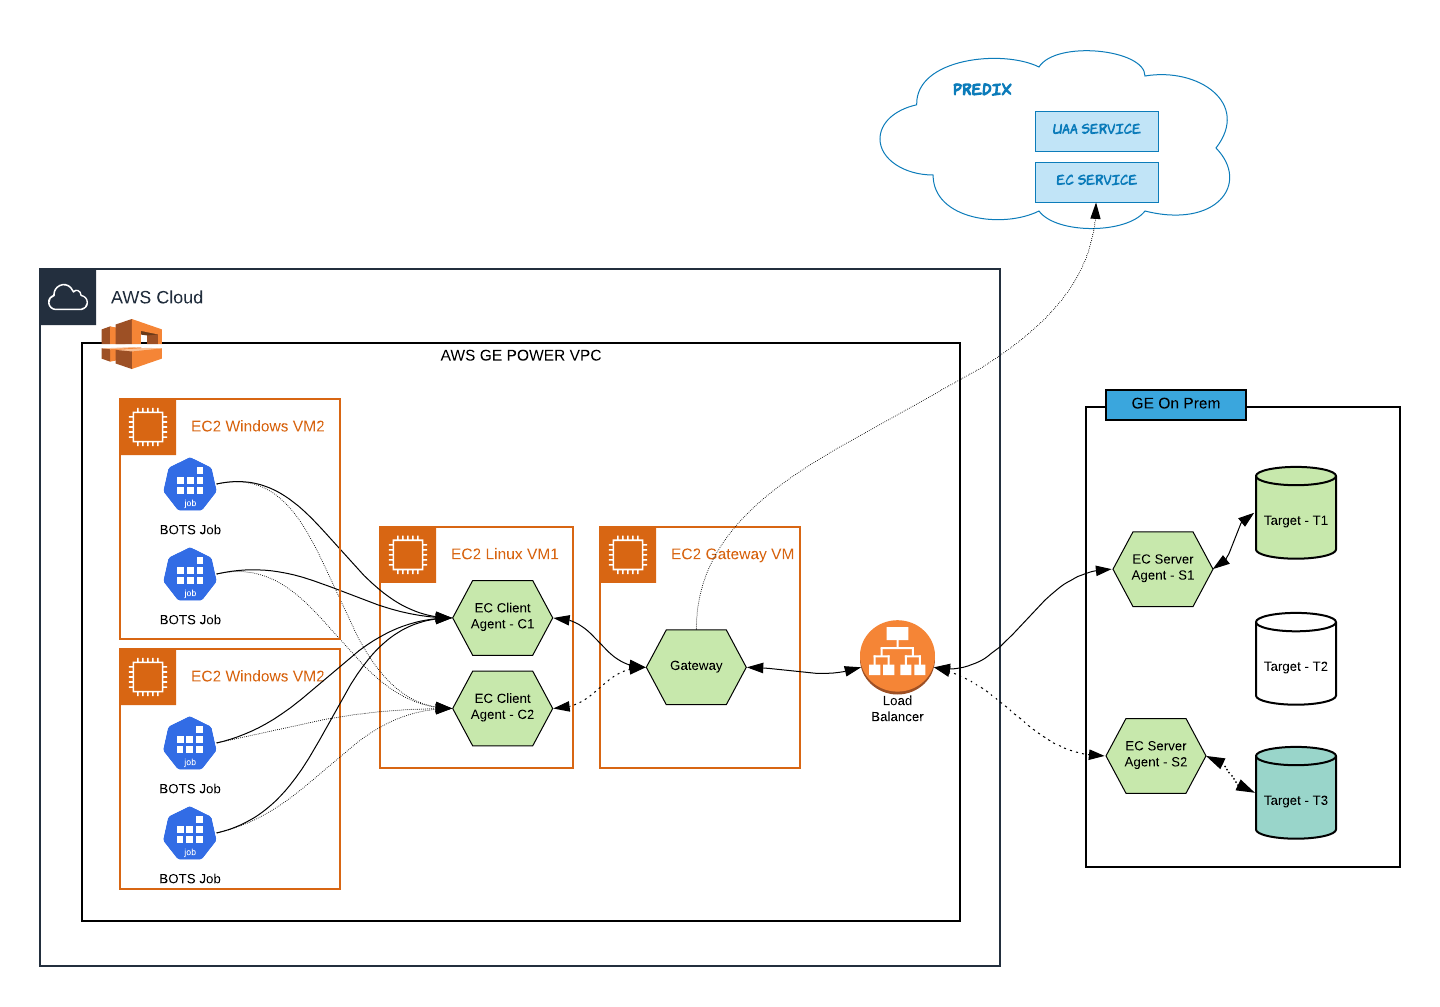 PREDIX
UAA SERVICE
EC SERVICE
AWS Cloud
AWS GE POWER VPC
GE On Prem
EC2 Windows VM2
job
BOTS Job
job
BOTS Job
EC2 Windows VM2
job
BOTS Job
job
BOTS Job
EC2 Linux VM1
EC Client
Agent - C1
EC Client
Agent - C2
EC2 Gateway VM
Gateway
Load
Balancer
EC Server
Agent - S1
EC Server
Agent - S2
Target - T1
Target - T2
Target - T3